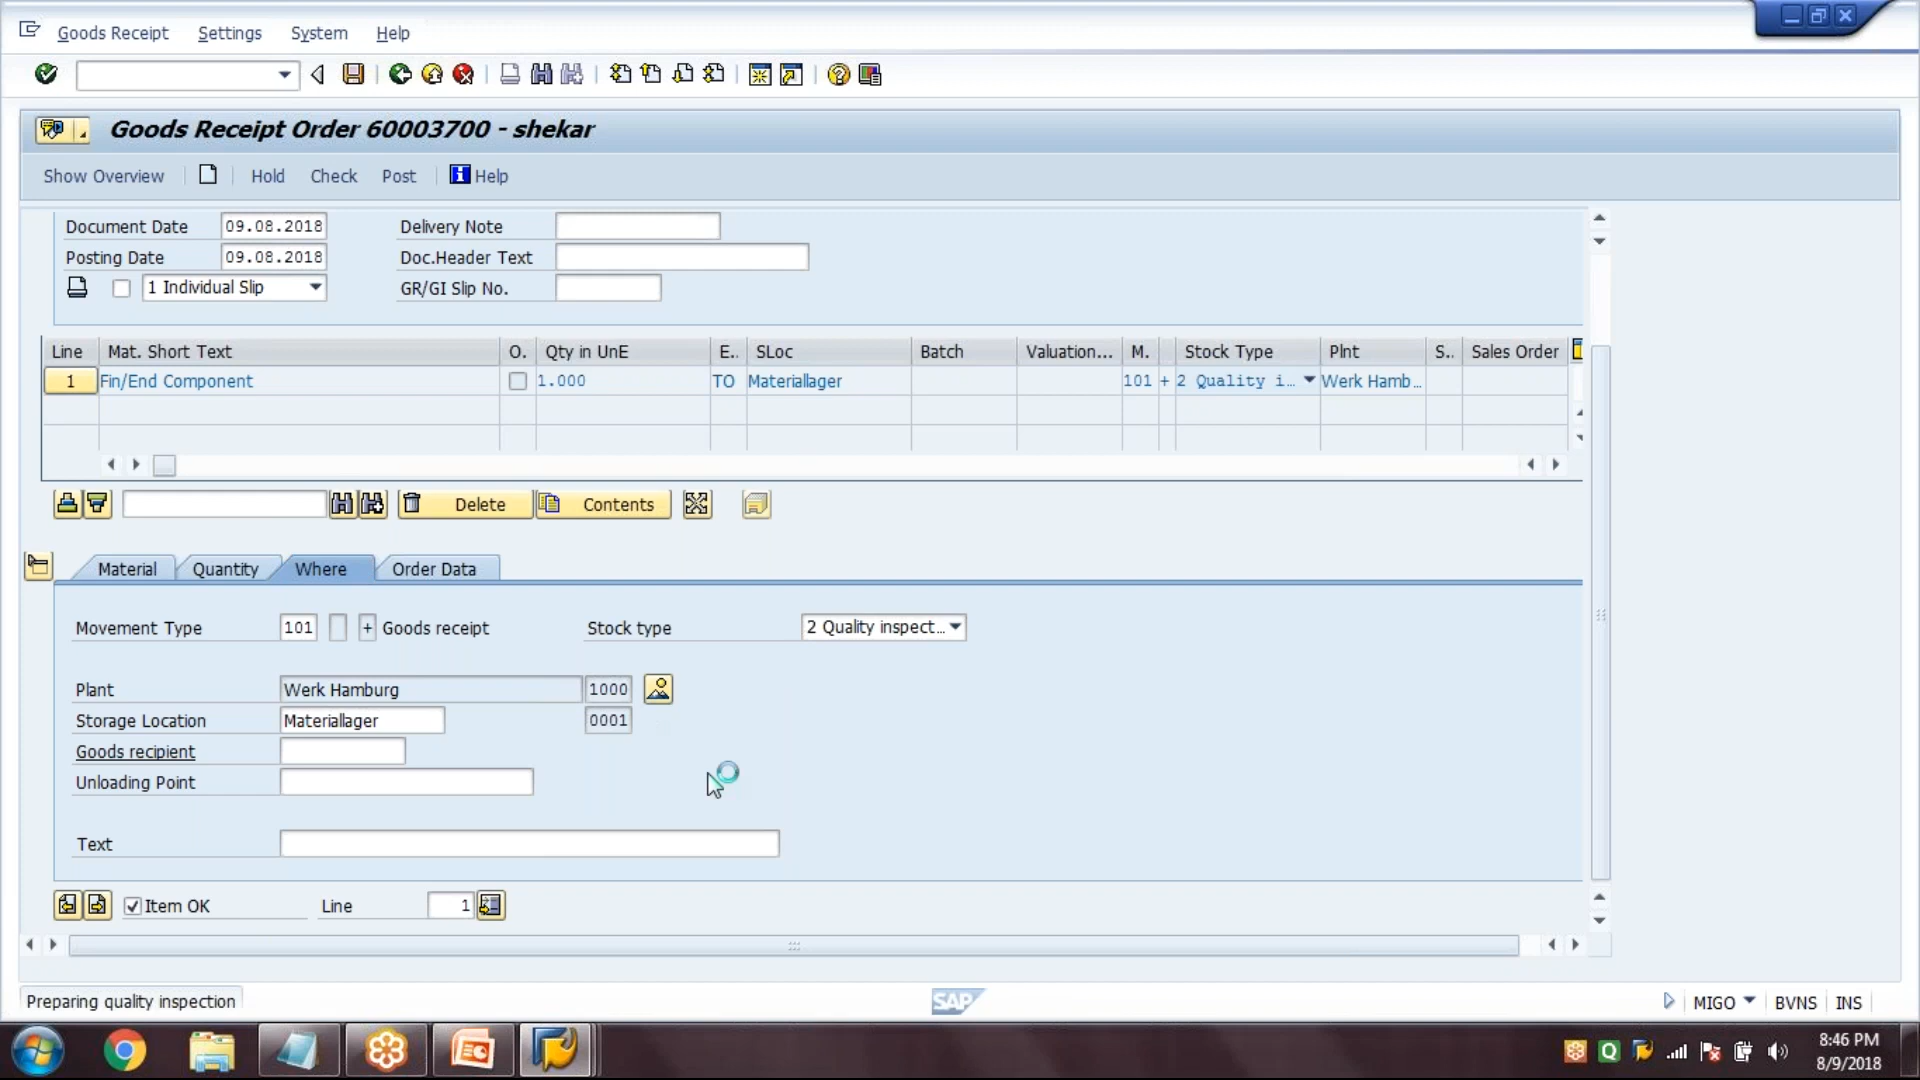 Goods Receipt Settings System Help
Goods Receipt Order 60003700 - shekar
Show Overview Hold Check Post Help
Document Date 09.08.2018 Delivery Note
Posting Date 09.08.2018 Doc.Header Text
1 Individual Slip GR/GI Slip No.
Line Mat. Short Text O. Qty in UnE E.. SLoc Batch Valuation... M. Stock Type Plnt S.. Sales Order
1 Fin/End Component 1.000 TO Materiallager 101 + 2 Quality i... Werk Hamb...
Delete Contents
Material Quantity Where Order Data
Movement Type 101 + Goods receipt Stock type 2 Quality inspect...
Plant Werk Hamburg 1000
Storage Location Materiallager 0001
Goods recipient
Unloading Point
Text
Item OK Line 1
Preparing quality inspection SAP MIGO BVNS INS
8:46 PM
8/9/2018